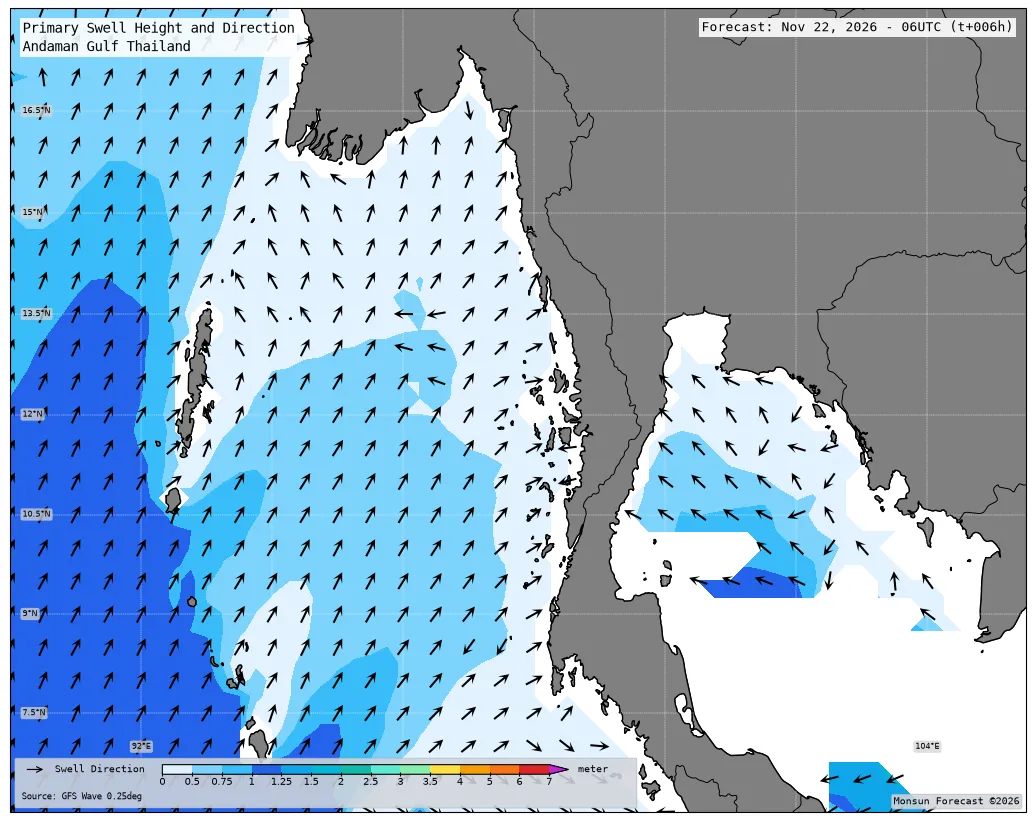 Primary Swell Height and Direction
Andaman Gulf Thailand
Forecast: Nov 22, 2026 - 06UTC (t+006h)
16.5°N
15°N
13.5°N
12°N
10.5°N
9°N
7.5°N
92°E
104°E
Swell Direction
0 0.5 0.75 1 1.25 1.5 2 2.5 3 3.5 4 5 6 7 meter
Source: GFS Wave 0.25deg
Monsun Forecast ©2026